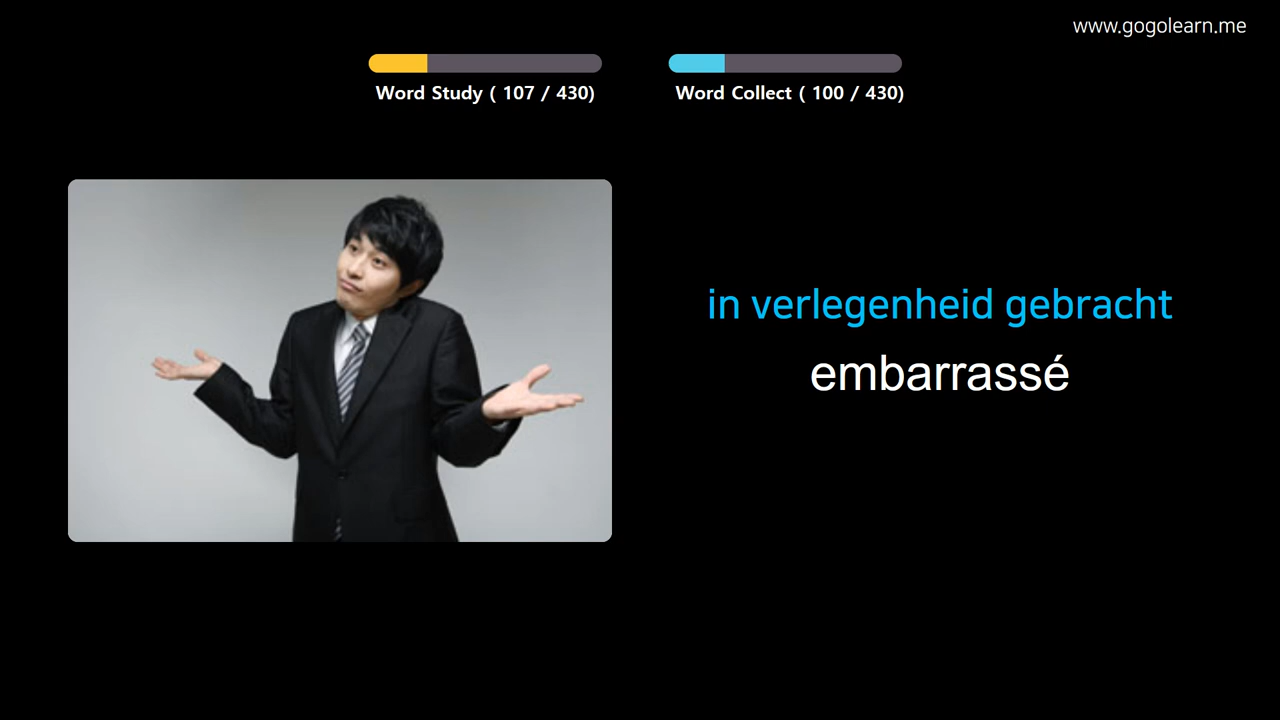 www.gogolearn.me
Word Study ( 107 / 430)
Word Collect ( 100 / 430)
in verlegenheid gebracht
embarrassé